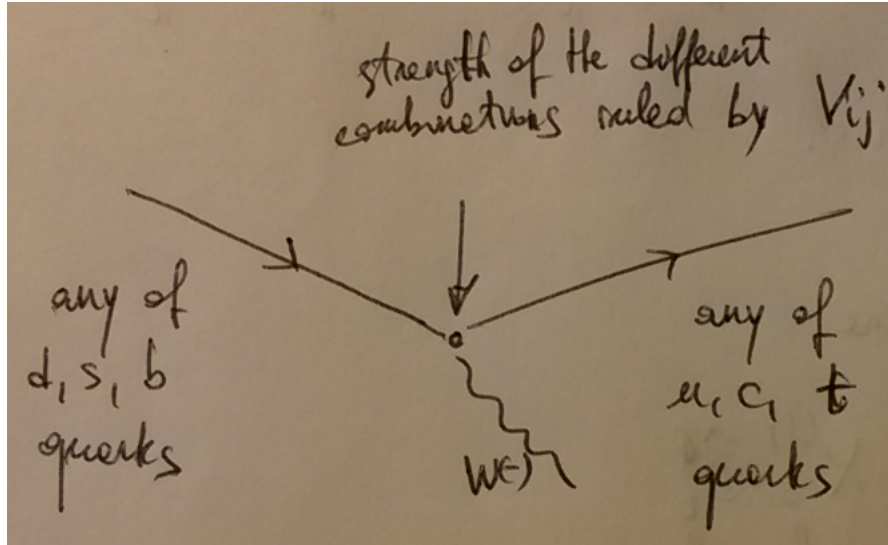 strength of the different
combinations ruled by Vij
any of
d, s, b
quarks
any of
u, c, t
quarks
W(-)